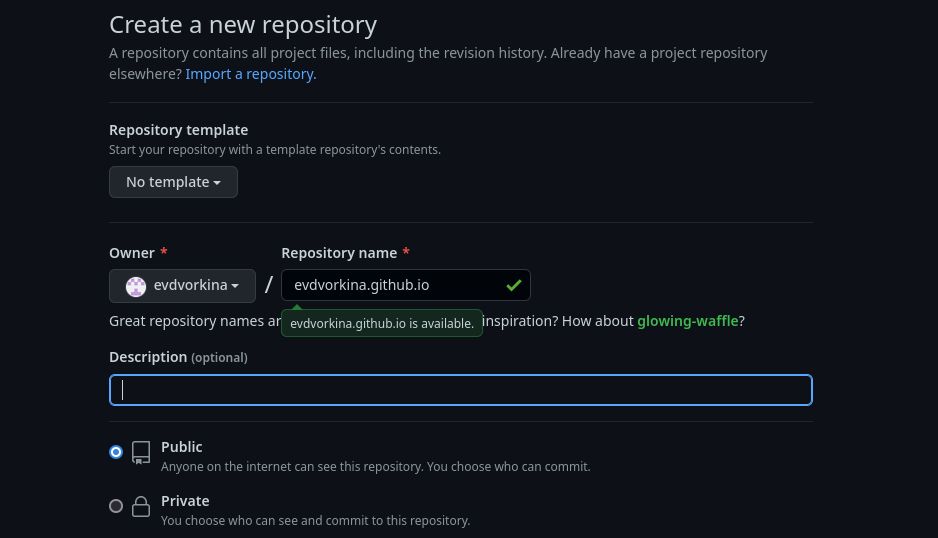 Create a new repository
A repository contains all project files, including the revision history. Already have a project repository
elsewhere? Import a repository.
Repository template
Start your repository with a template repository's contents.
No template
Owner * Repository name *
evdvorkina / evdvorkina.github.io
Great repository names inspiration? How about glowing-waffle?
evdvorkina.github.io is available.
Description (optional)
Public
Anyone on the internet can see this repository. You choose who can commit.
Private
You choose who can see and commit to this repository.